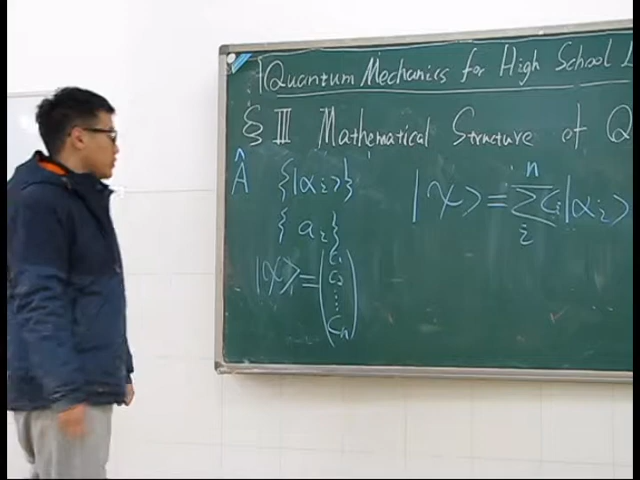 Quantum Mechanics for High School
§ III Mathematical Structure of Q
Â {|αᵢ>}
{aᵢ}
|ψ> = (c₁ c₂ ⋮ cₙ)
|ψ> = Σᵢⁿ cᵢ|αᵢ>